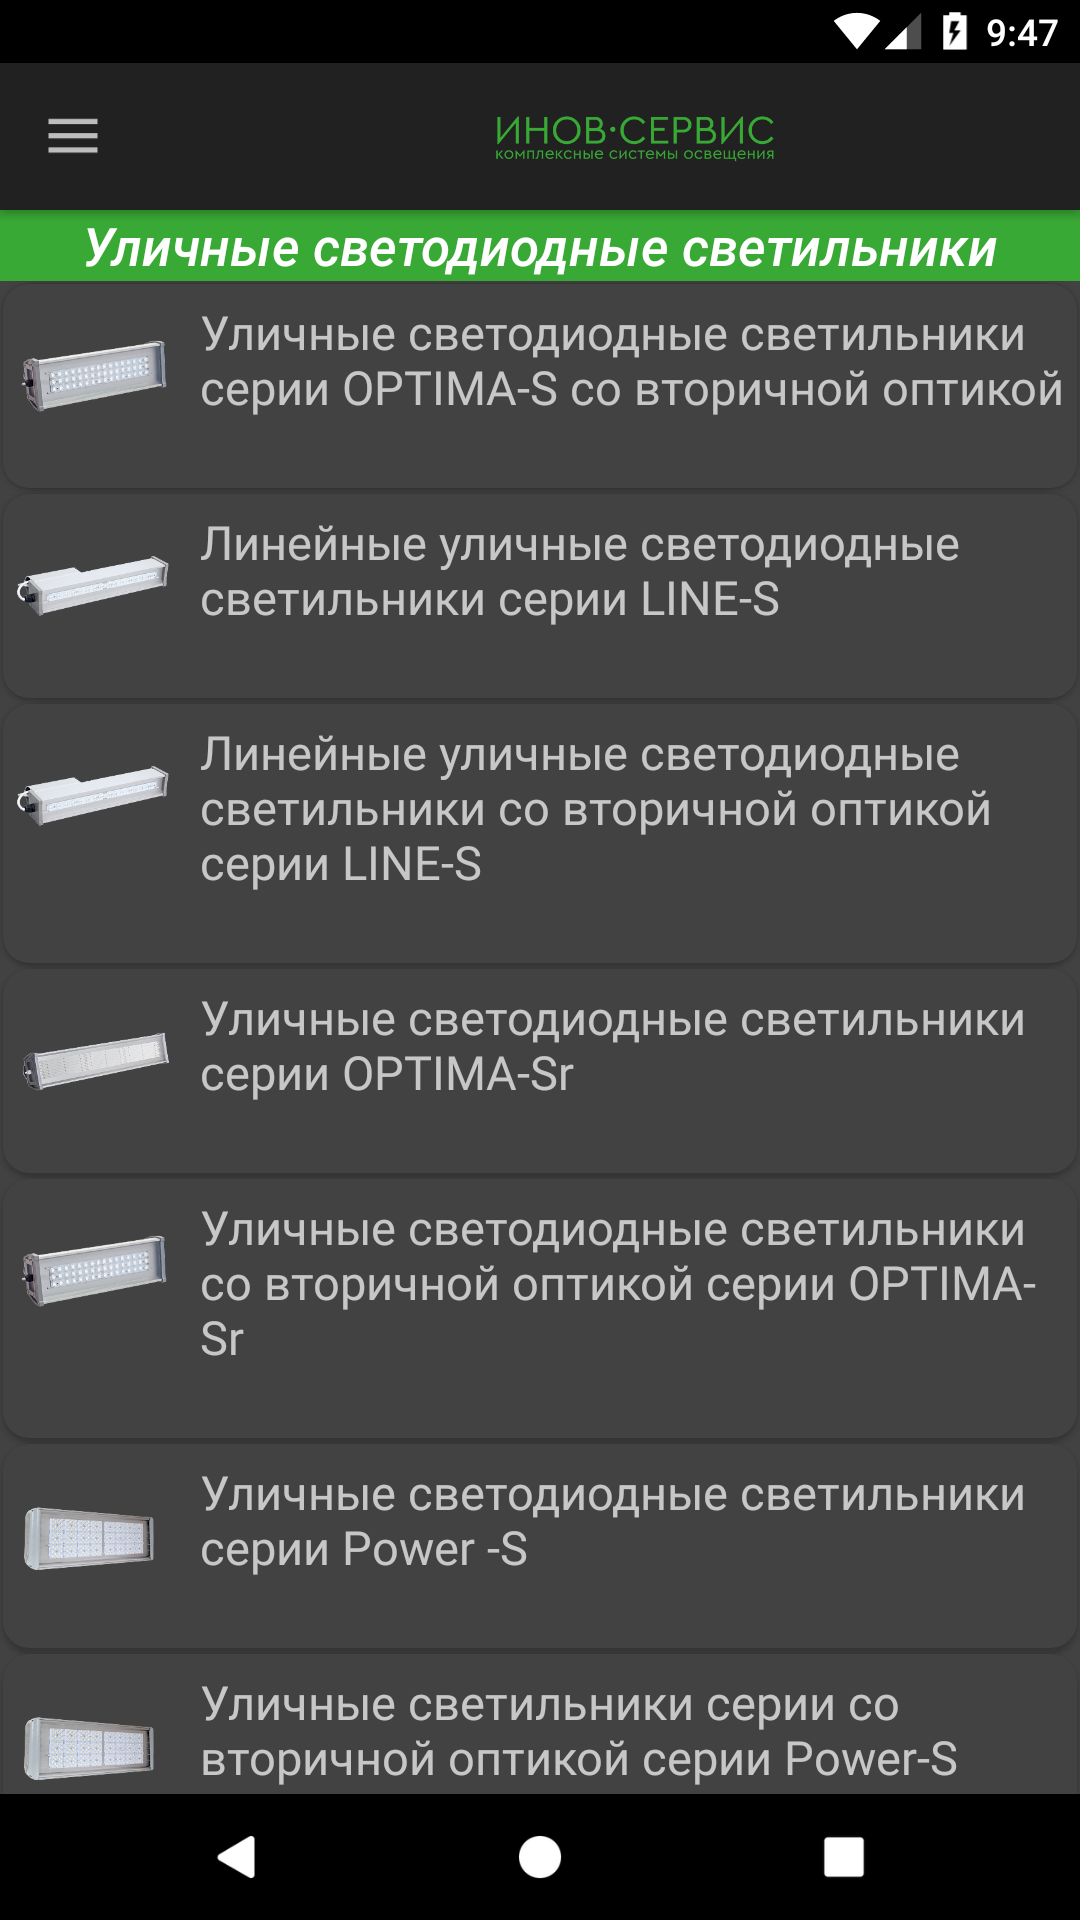 9:47
ИНОВ·СЕРВИС
комплексные системы освещения
Уличные светодиодные светильники
Уличные светодиодные светильники
серии OPTIMA-S со вторичной оптикой
Линейные уличные светодиодные
светильники серии LINE-S
Линейные уличные светодиодные
светильники со вторичной оптикой
серии LINE-S
Уличные светодиодные светильники
серии OPTIMA-Sr
Уличные светодиодные светильники
со вторичной оптикой серии OPTIMA-
Sr
Уличные светодиодные светильники
серии Power -S
Уличные светильники серии со
вторичной оптикой серии Power-S